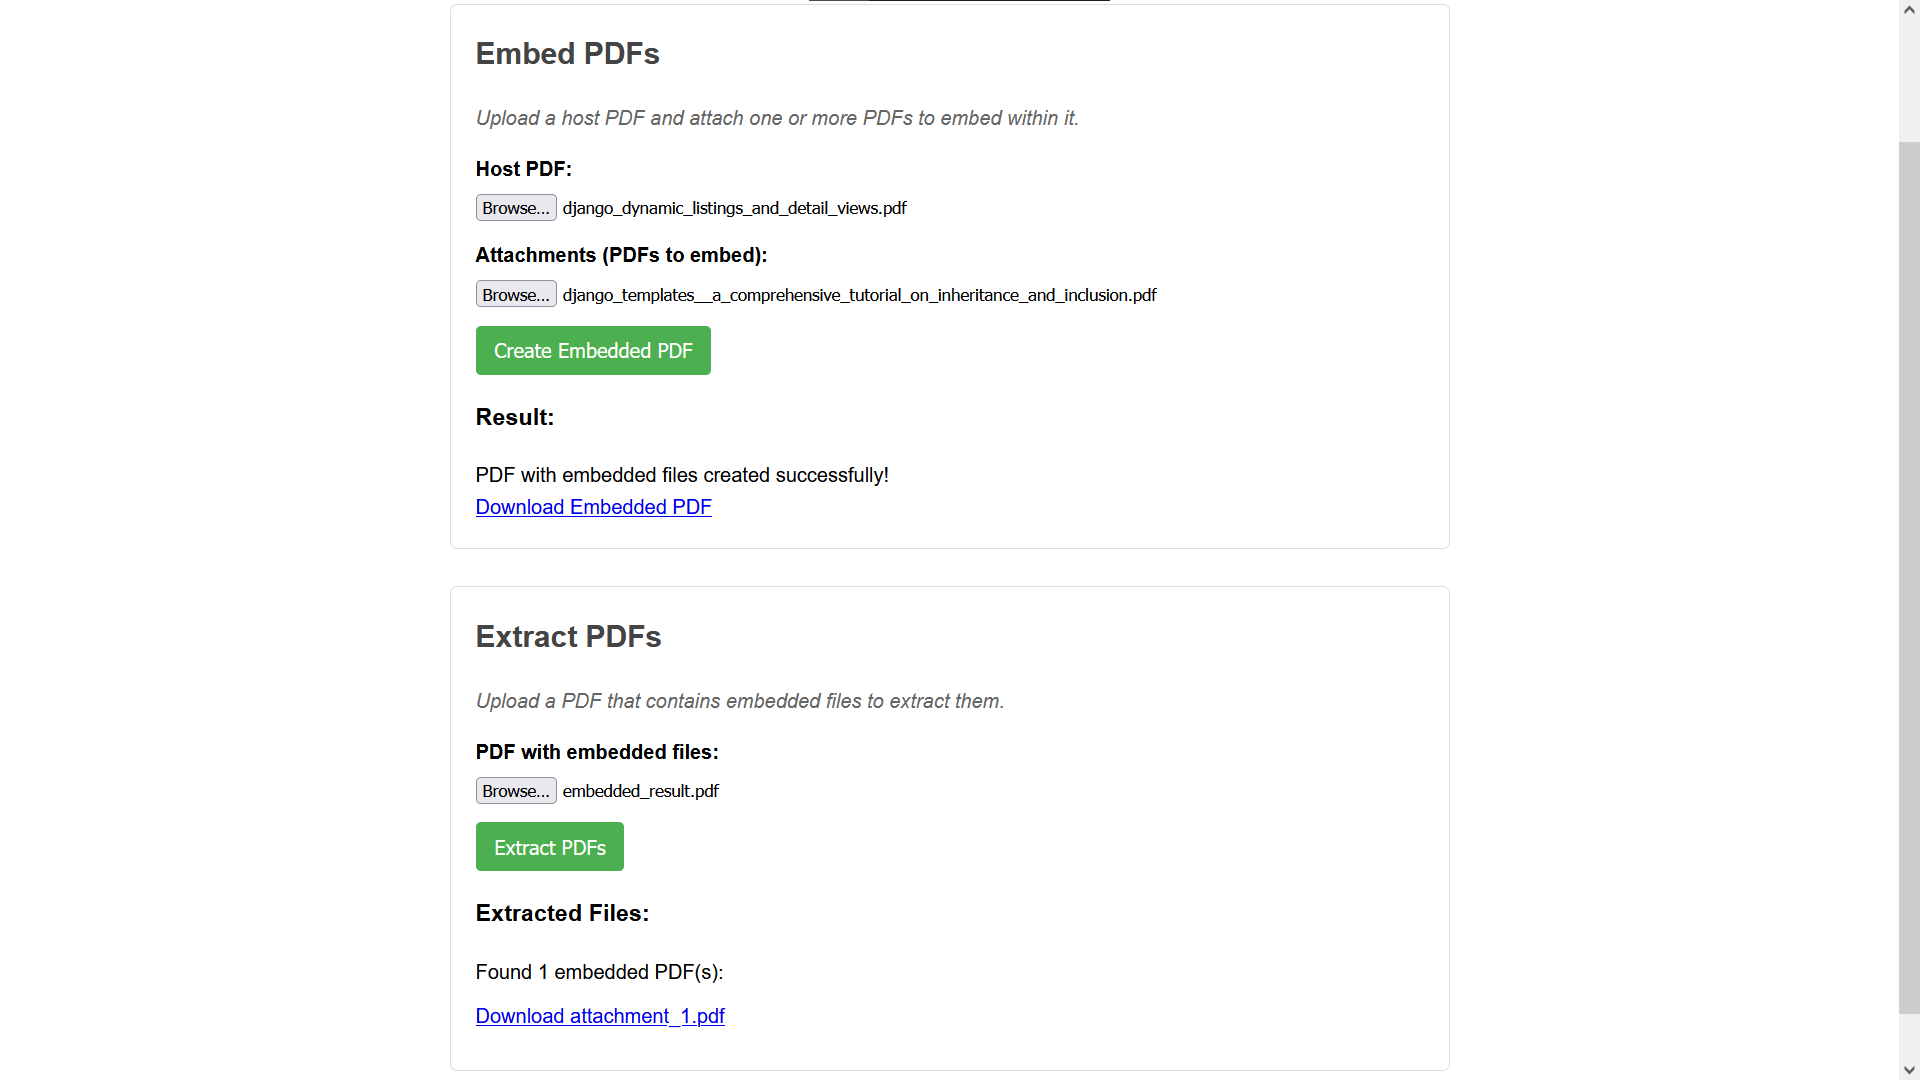 Embed PDFs
Upload a host PDF and attach one or more PDFs to embed within it.
Host PDF:
Browse... django_dynamic_listings_and_detail_views.pdf
Attachments (PDFs to embed):
Browse... django_templates__a_comprehensive_tutorial_on_inheritance_and_inclusion.pdf
Create Embedded PDF
Result:
PDF with embedded files created successfully!
Download Embedded PDF
Extract PDFs
Upload a PDF that contains embedded files to extract them.
PDF with embedded files:
Browse... embedded_result.pdf
Extract PDFs
Extracted Files:
Found 1 embedded PDF(s):
Download attachment_1.pdf